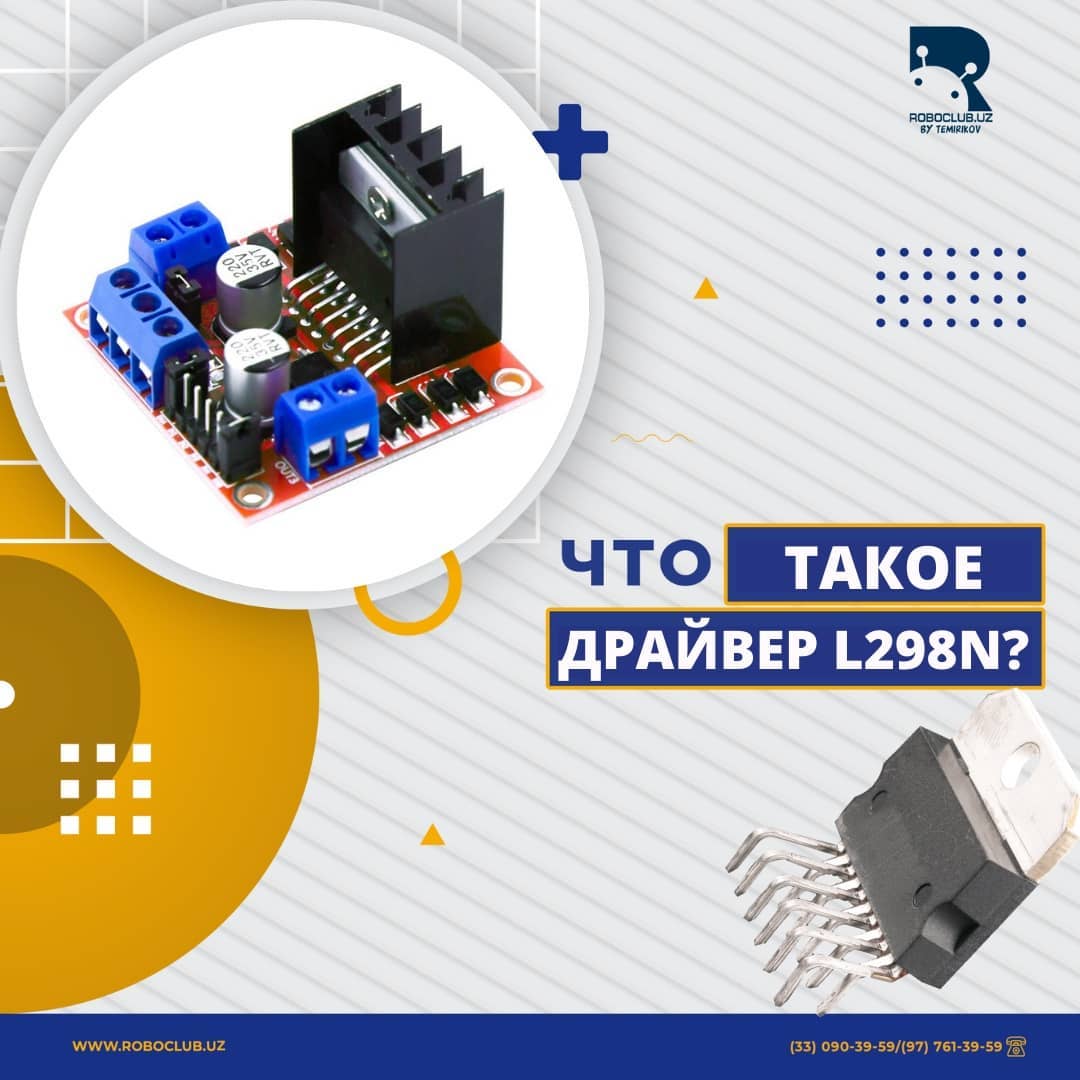 ROBOCLUB.UZ
BY TEMIRIKOV
220
35V
RVT
220
35V
RVT
OUT3
ЧТО ТАКОЕ
ДРАЙВЕР L298N?
WWW.ROBOCLUB.UZ
(33) 090-39-59/(97) 761-39-59